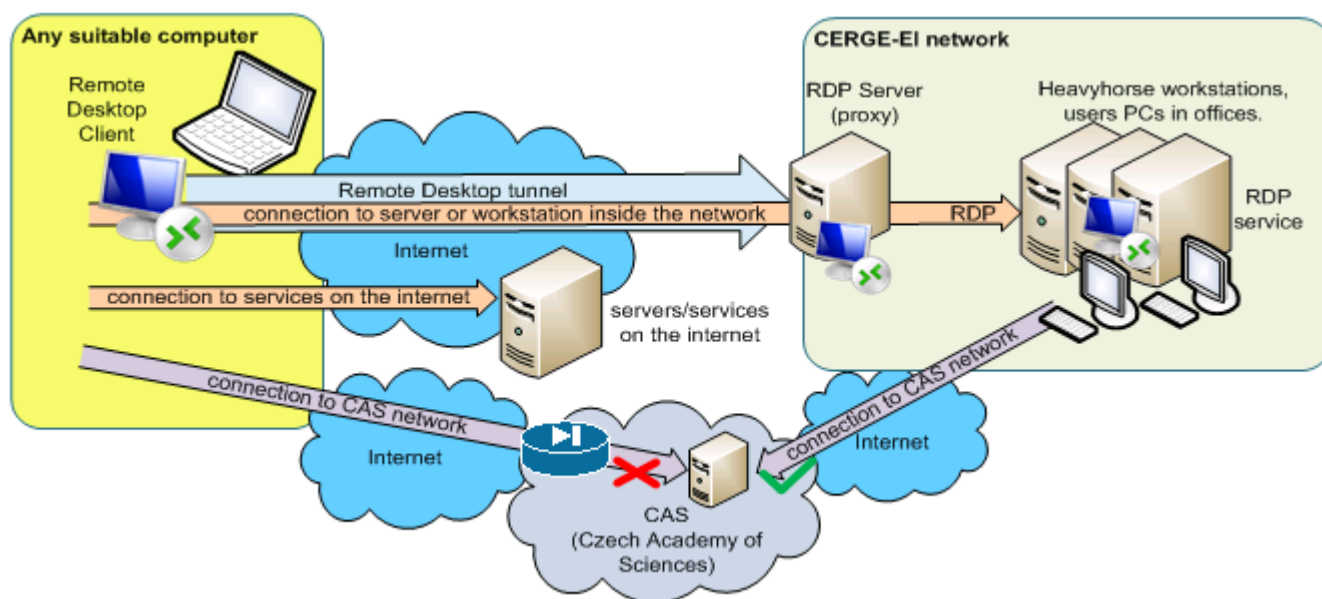 Any suitable computer
Remote
Desktop
Client
CERGE-EI network
RDP Server
(proxy)
Heavyhorse workstations,
users PCs in offices.
Remote Desktop tunnel
connection to server or workstation inside the network
RDP
RDP
service
Internet
connection to services on the internet
servers/services
on the internet
connection to CAS network
Internet
connection to CAS network
Internet
CAS
(Czech Academy of
Sciences)